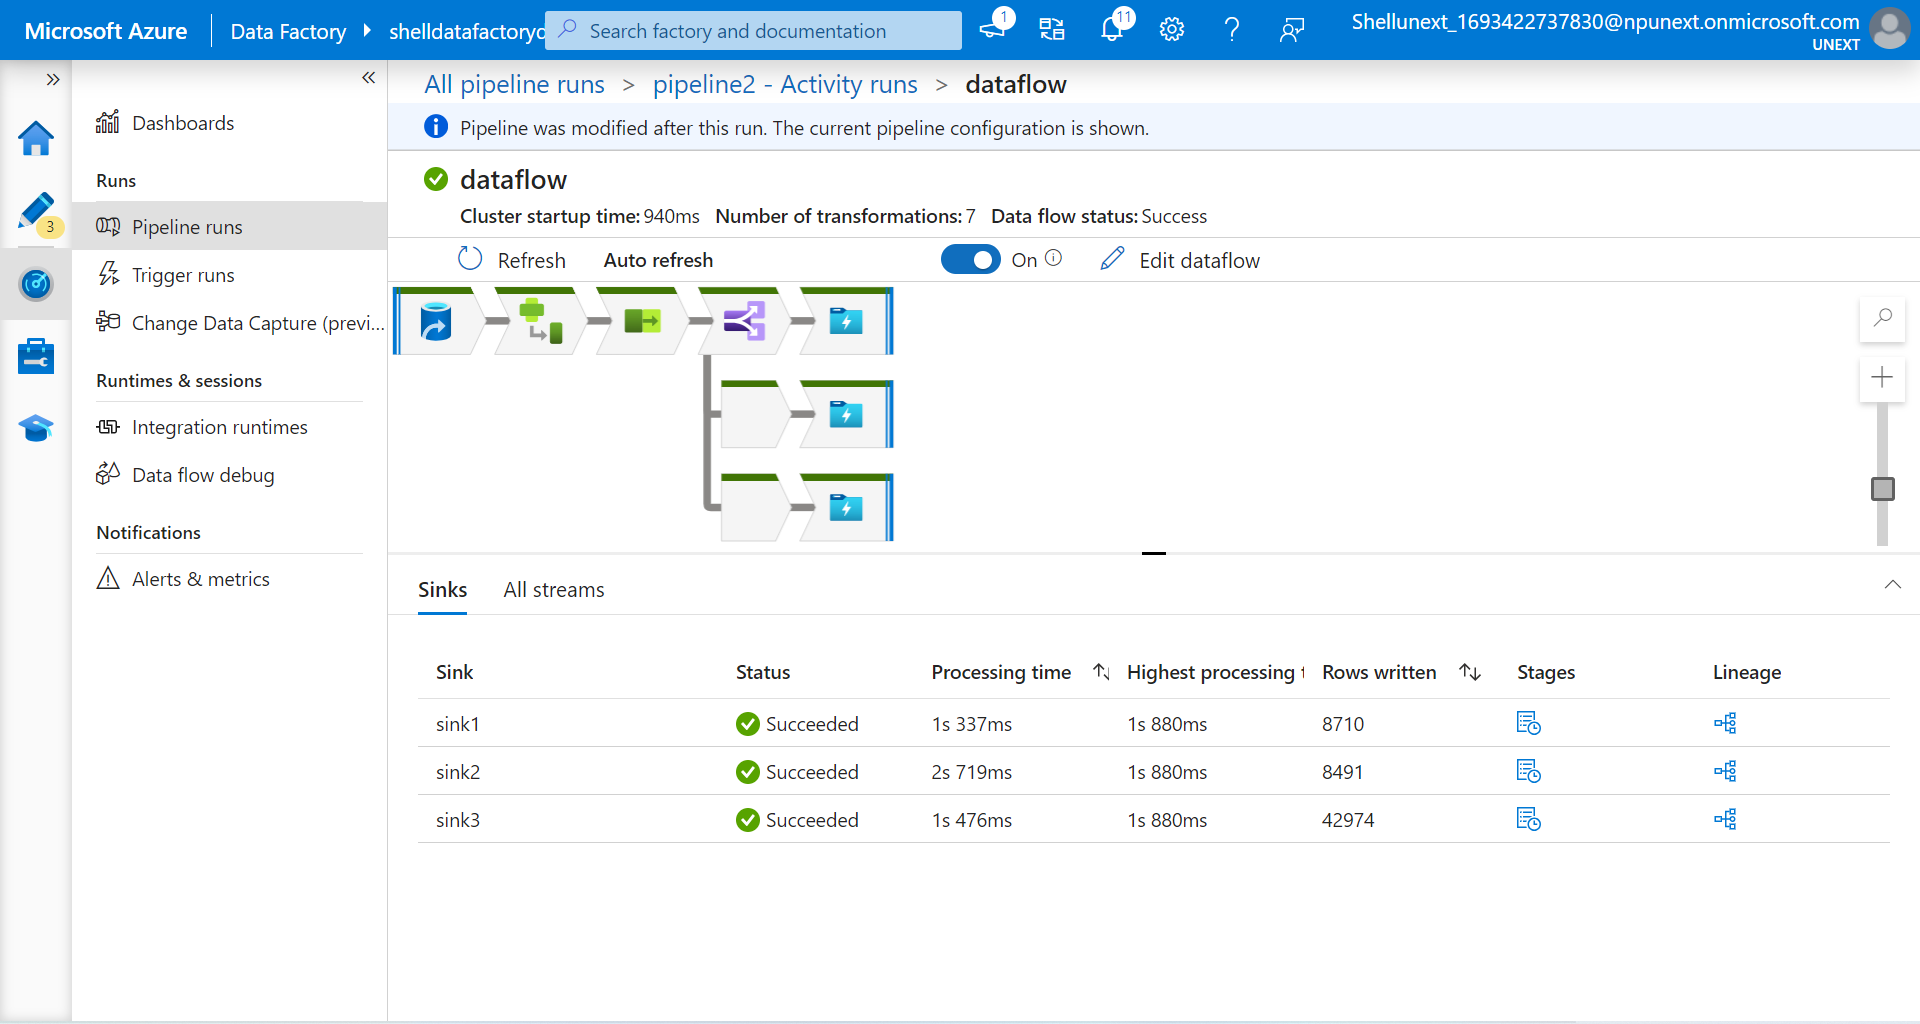 Microsoft Azure Data Factory shelldatafactoryc Search factory and documentation 1 11 Shellunext_1693422737830@npunext.onmicrosoft.com
UNEXT
All pipeline runs > pipeline2 - Activity runs > dataflow
Pipeline was modified after this run. The current pipeline configuration is shown.
dataflow
Cluster startup time: 940ms Number of transformations: 7 Data flow status: Success
Refresh Auto refresh On Edit dataflow
Dashboards
Runs
3
Pipeline runs
Trigger runs
Change Data Capture (previ...
Runtimes & sessions
Integration runtimes
Data flow debug
Notifications
Alerts & metrics
Sinks All streams
Sink Status Processing time Highest processing Rows written Stages Lineage
sink1 Succeeded 1s 337ms 1s 880ms 8710
sink2 Succeeded 2s 719ms 1s 880ms 8491
sink3 Succeeded 1s 476ms 1s 880ms 42974